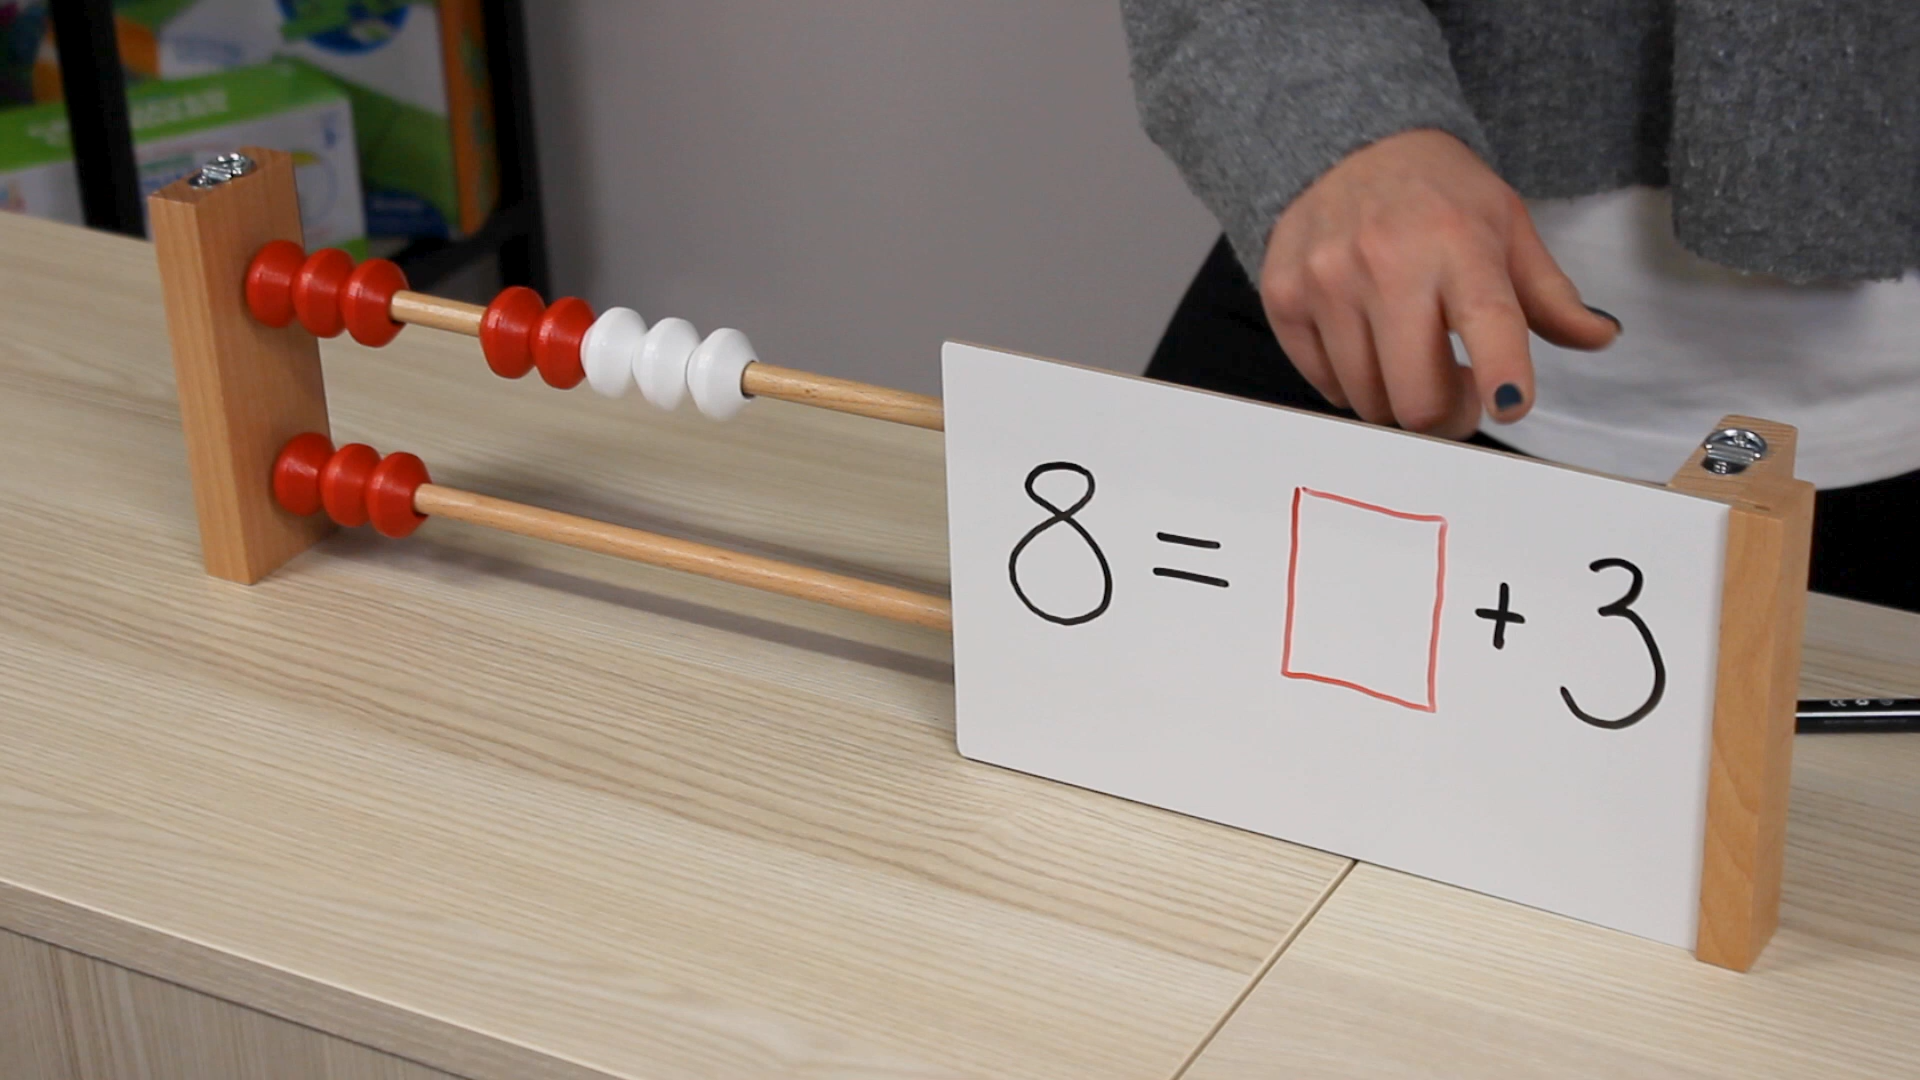 8 = □ + 3